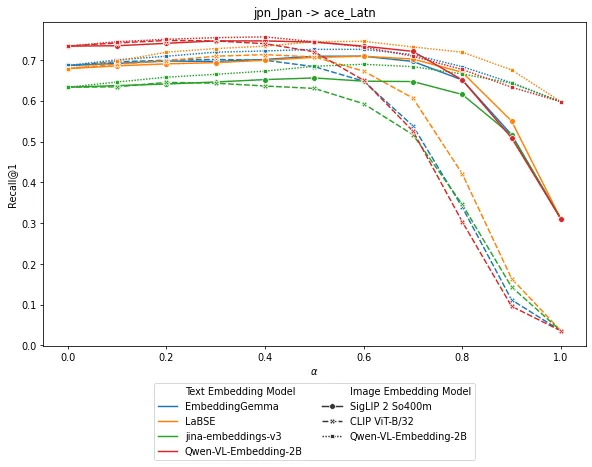 jpn_Jpan -> ace_Latn
Recall@1
0.7
0.6
0.5
0.4
0.3
0.2
0.1
0.0
0.0 0.2 0.4 0.6 0.8 1.0
α
Text Embedding Model Image Embedding Model
EmbeddingGemma SigLIP 2 So400m
LaBSE CLIP ViT-B/32
jina-embeddings-v3 Qwen-VL-Embedding-2B
Qwen-VL-Embedding-2B